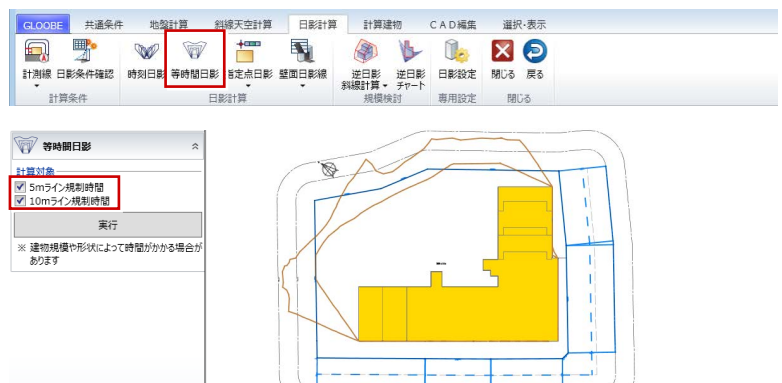 GLOOBE 共通条件 地盤計算 斜線天空計算 日影計算 計算建物 CAD編集 選択・表示
計測線 日影条件確認 時刻日影 等時間日影 指定点日影 壁面日影線 逆日影 逆日影 日影設定 閉じる 戻る
斜線計算 チャート
計算条件 日影計算 規模検討 専用設定 閉じる
等時間日影
計算対象
5mライン規制時間
10mライン規制時間
実行
※ 建物規模や形状によって時間がかかる場合が
あります